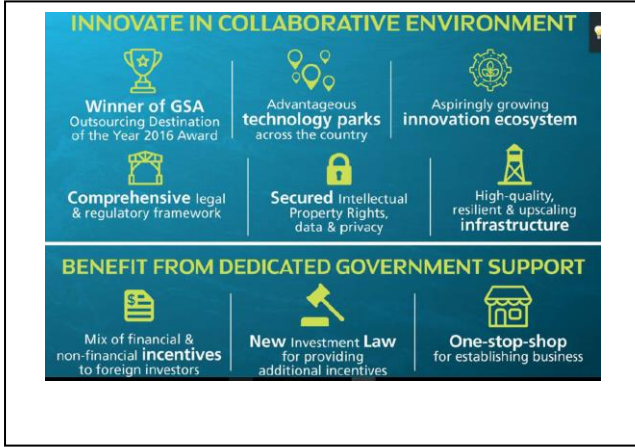 INNOVATE IN COLLABORATIVE ENVIRONMENT
Winner of GSA
Outsourcing Destination
of the Year 2016 Award
Advantageous
technology parks
across the country
Aspiringly growing
innovation ecosystem
Comprehensive legal
& regulatory framework
Secured Intellectual
Property Rights,
data & privacy
High-quality,
resilient & upscaling
infrastructure
BENEFIT FROM DEDICATED GOVERNMENT SUPPORT
Mix of financial &
non-financial incentives
to foreign investors
New Investment Law
for providing
additional incentives
One-stop-shop
for establishing business